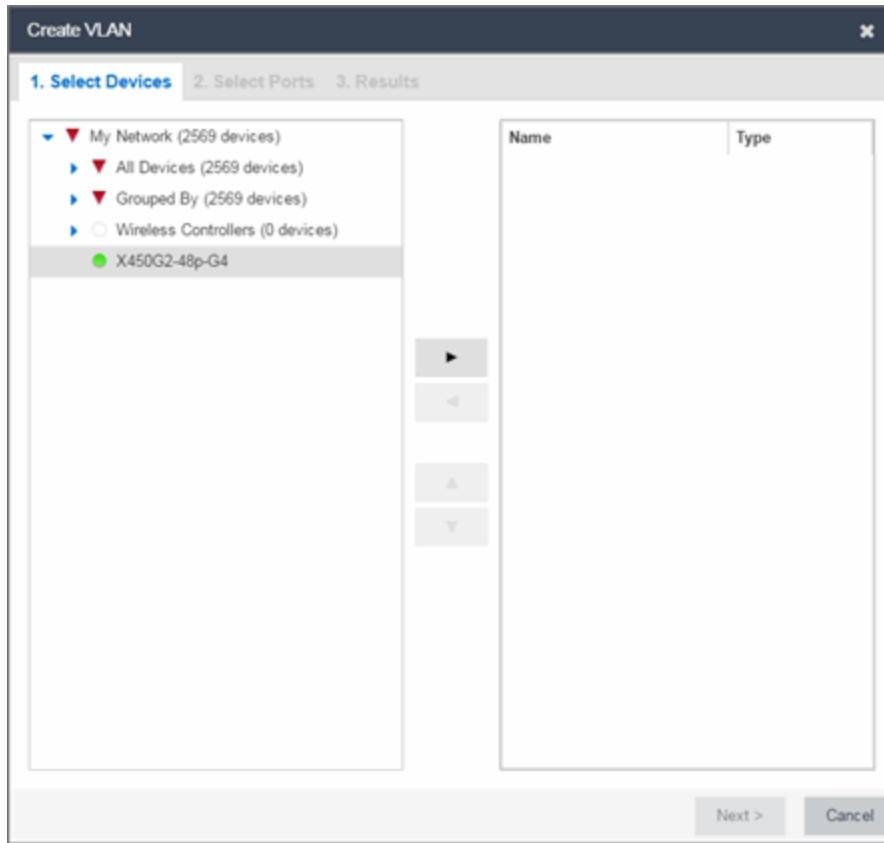 Create VLAN
1. Select Devices 2. Select Ports 3. Results
My Network (2569 devices)
All Devices (2569 devices)
Grouped By (2569 devices)
Wireless Controllers (0 devices)
X450G2-48p-G4
Name Type
Next > Cancel